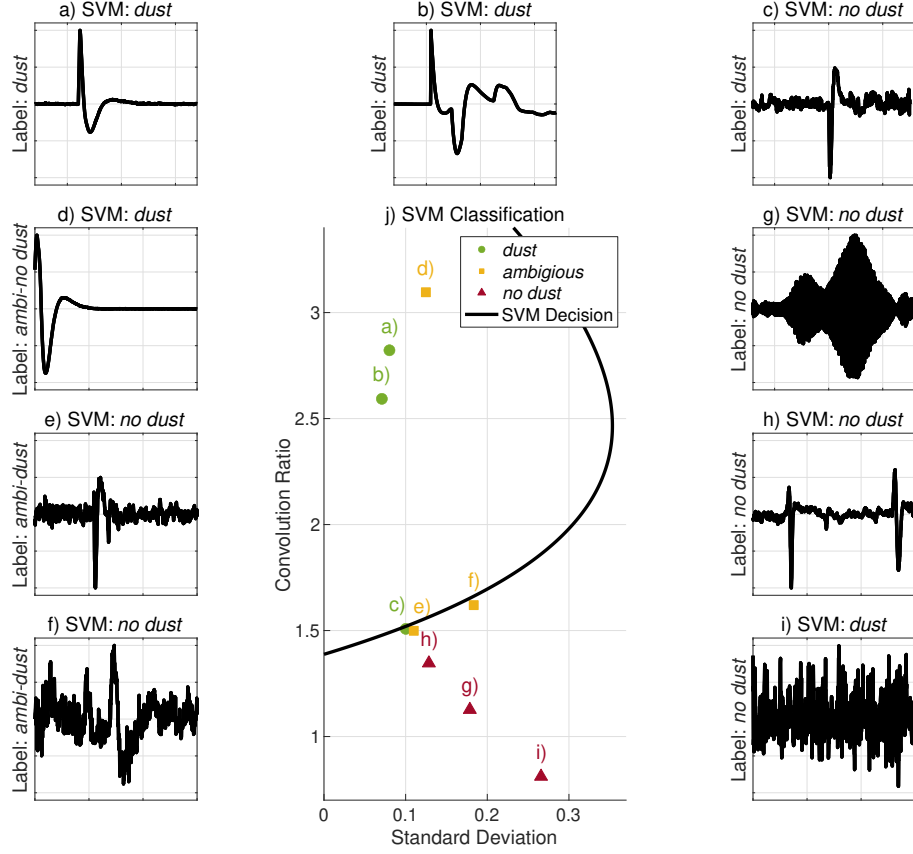 a) SVM: dust
Label: dust
b) SVM: dust
Label: dust
c) SVM: no dust
Label: dust
d) SVM: dust
Label: ambi-no dust
j) SVM Classification
dust
ambigious
no dust
SVM Decision
d)
a)
b)
c)
e)
f)
h)
g)
i)
3
2.5
2
1.5
1
0
0.1
0.2
0.3
Convolution Ratio
Standard Deviation
g) SVM: no dust
Label: no dust
e) SVM: no dust
Label: ambi-dust
h) SVM: no dust
Label: no dust
f) SVM: no dust
Label: ambi-dust
i) SVM: dust
Label: no dust